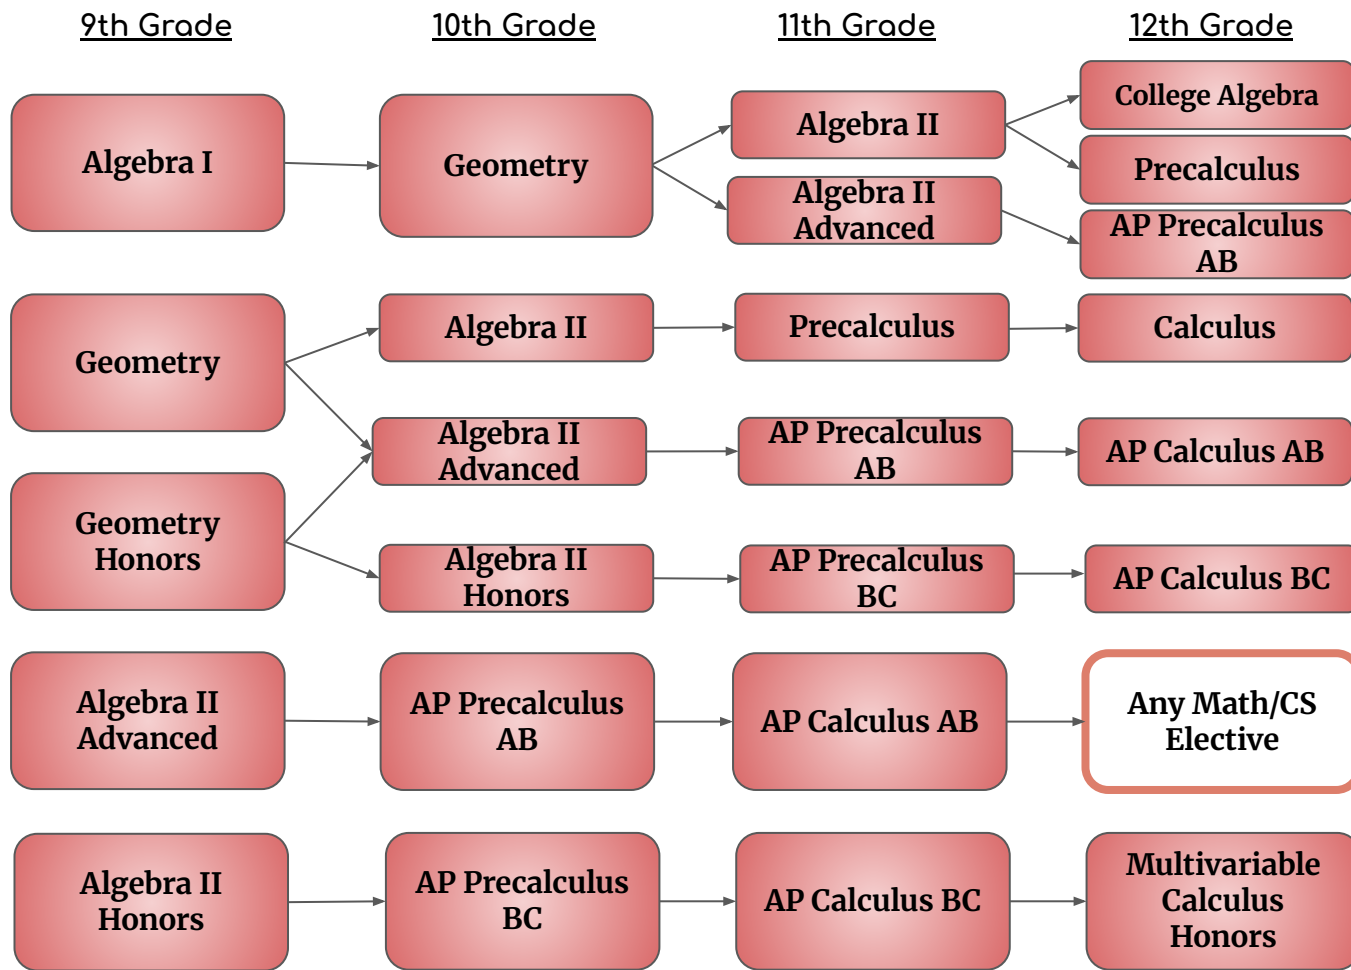 9th Grade
10th Grade
11th Grade
12th Grade
Algebra I
Geometry
Algebra II
Algebra II
Advanced
College Algebra
Precalculus
AP Precalculus
AB
Geometry
Algebra II
Precalculus
Calculus
Algebra II
Advanced
AP Precalculus
AB
AP Calculus AB
Geometry
Honors
Algebra II
Honors
AP Precalculus
BC
AP Calculus BC
Algebra II
Advanced
AP Precalculus
AB
AP Calculus AB
Any Math/CS
Elective
Algebra II
Honors
AP Precalculus
BC
AP Calculus BC
Multivariable
Calculus
Honors